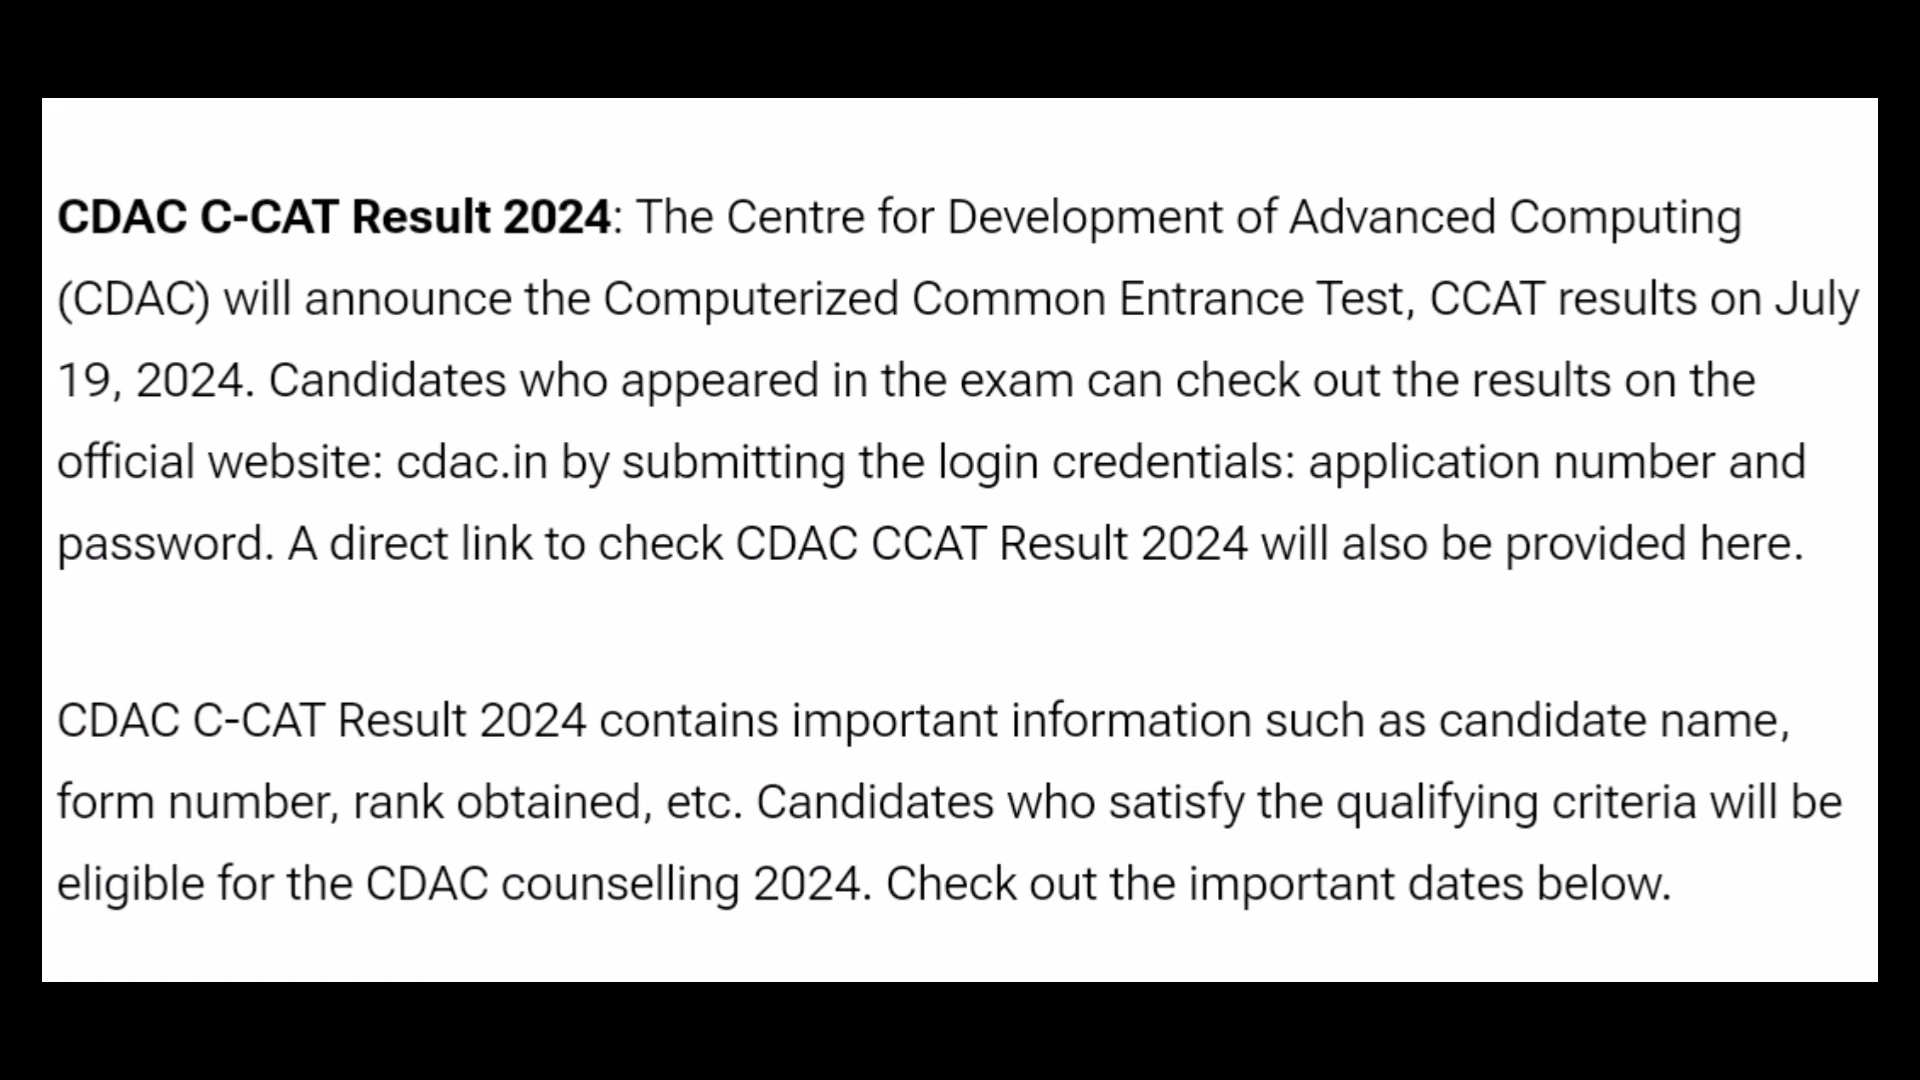 CDAC C-CAT Result 2024: The Centre for Development of Advanced Computing
(CDAC) will announce the Computerized Common Entrance Test, CCAT results on July
19, 2024. Candidates who appeared in the exam can check out the results on the
official website: cdac.in by submitting the login credentials: application number and
password. A direct link to check CDAC CCAT Result 2024 will also be provided here.
CDAC C-CAT Result 2024 contains important information such as candidate name,
form number, rank obtained, etc. Candidates who satisfy the qualifying criteria will be
eligible for the CDAC counselling 2024. Check out the important dates below.